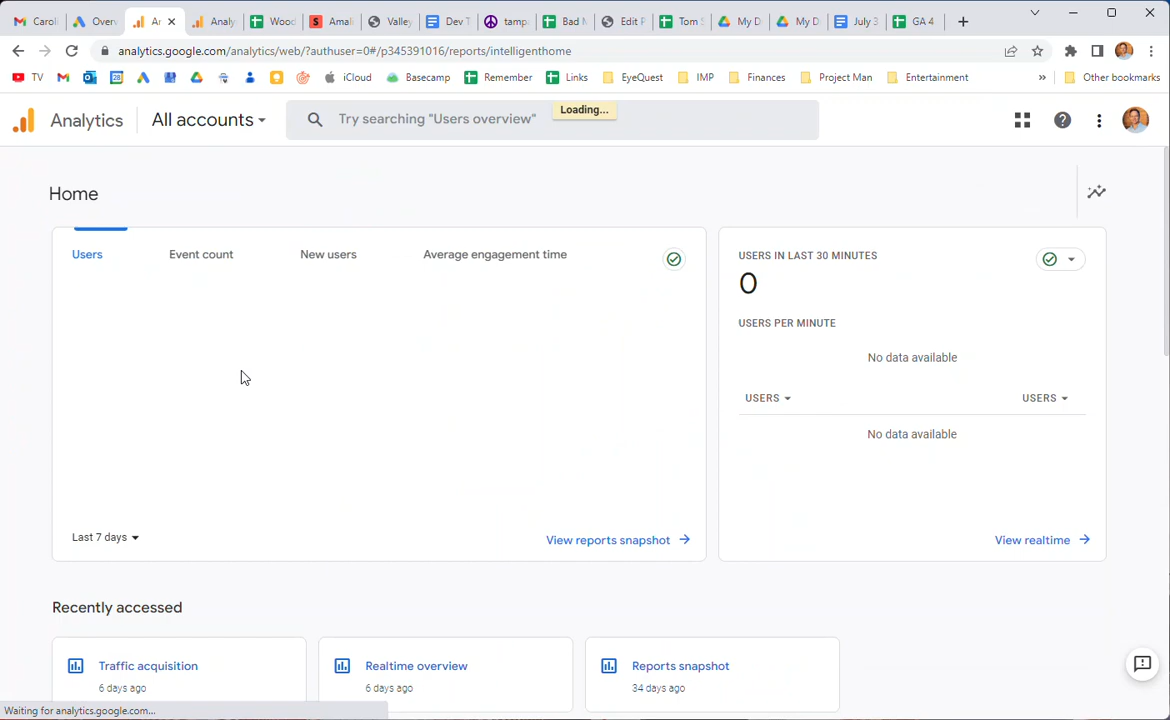 Caroli
Overv
Ar
Analy
Wood
Amal
Valley
Dev T
tamp
Bad M
Edit P
Tom S
My D
My D
July 3
GA 4
analytics.google.com/analytics/web/?authuser=0#/p345391016/reports/intelligenthome
TV
iCloud
Basecamp
Remember
Links
EyeQuest
IMP
Finances
Project Man
Entertainment
»
Other bookmarks
Analytics
All accounts
Try searching "Users overview"
Loading...
Home
Users
Event count
New users
Average engagement time
USERS IN LAST 30 MINUTES
0
USERS PER MINUTE
No data available
USERS
USERS
No data available
Last 7 days
View reports snapshot
View realtime
Recently accessed
Traffic acquisition
6 days ago
Realtime overview
6 days ago
Reports snapshot
34 days ago
Waiting for analytics.google.com...